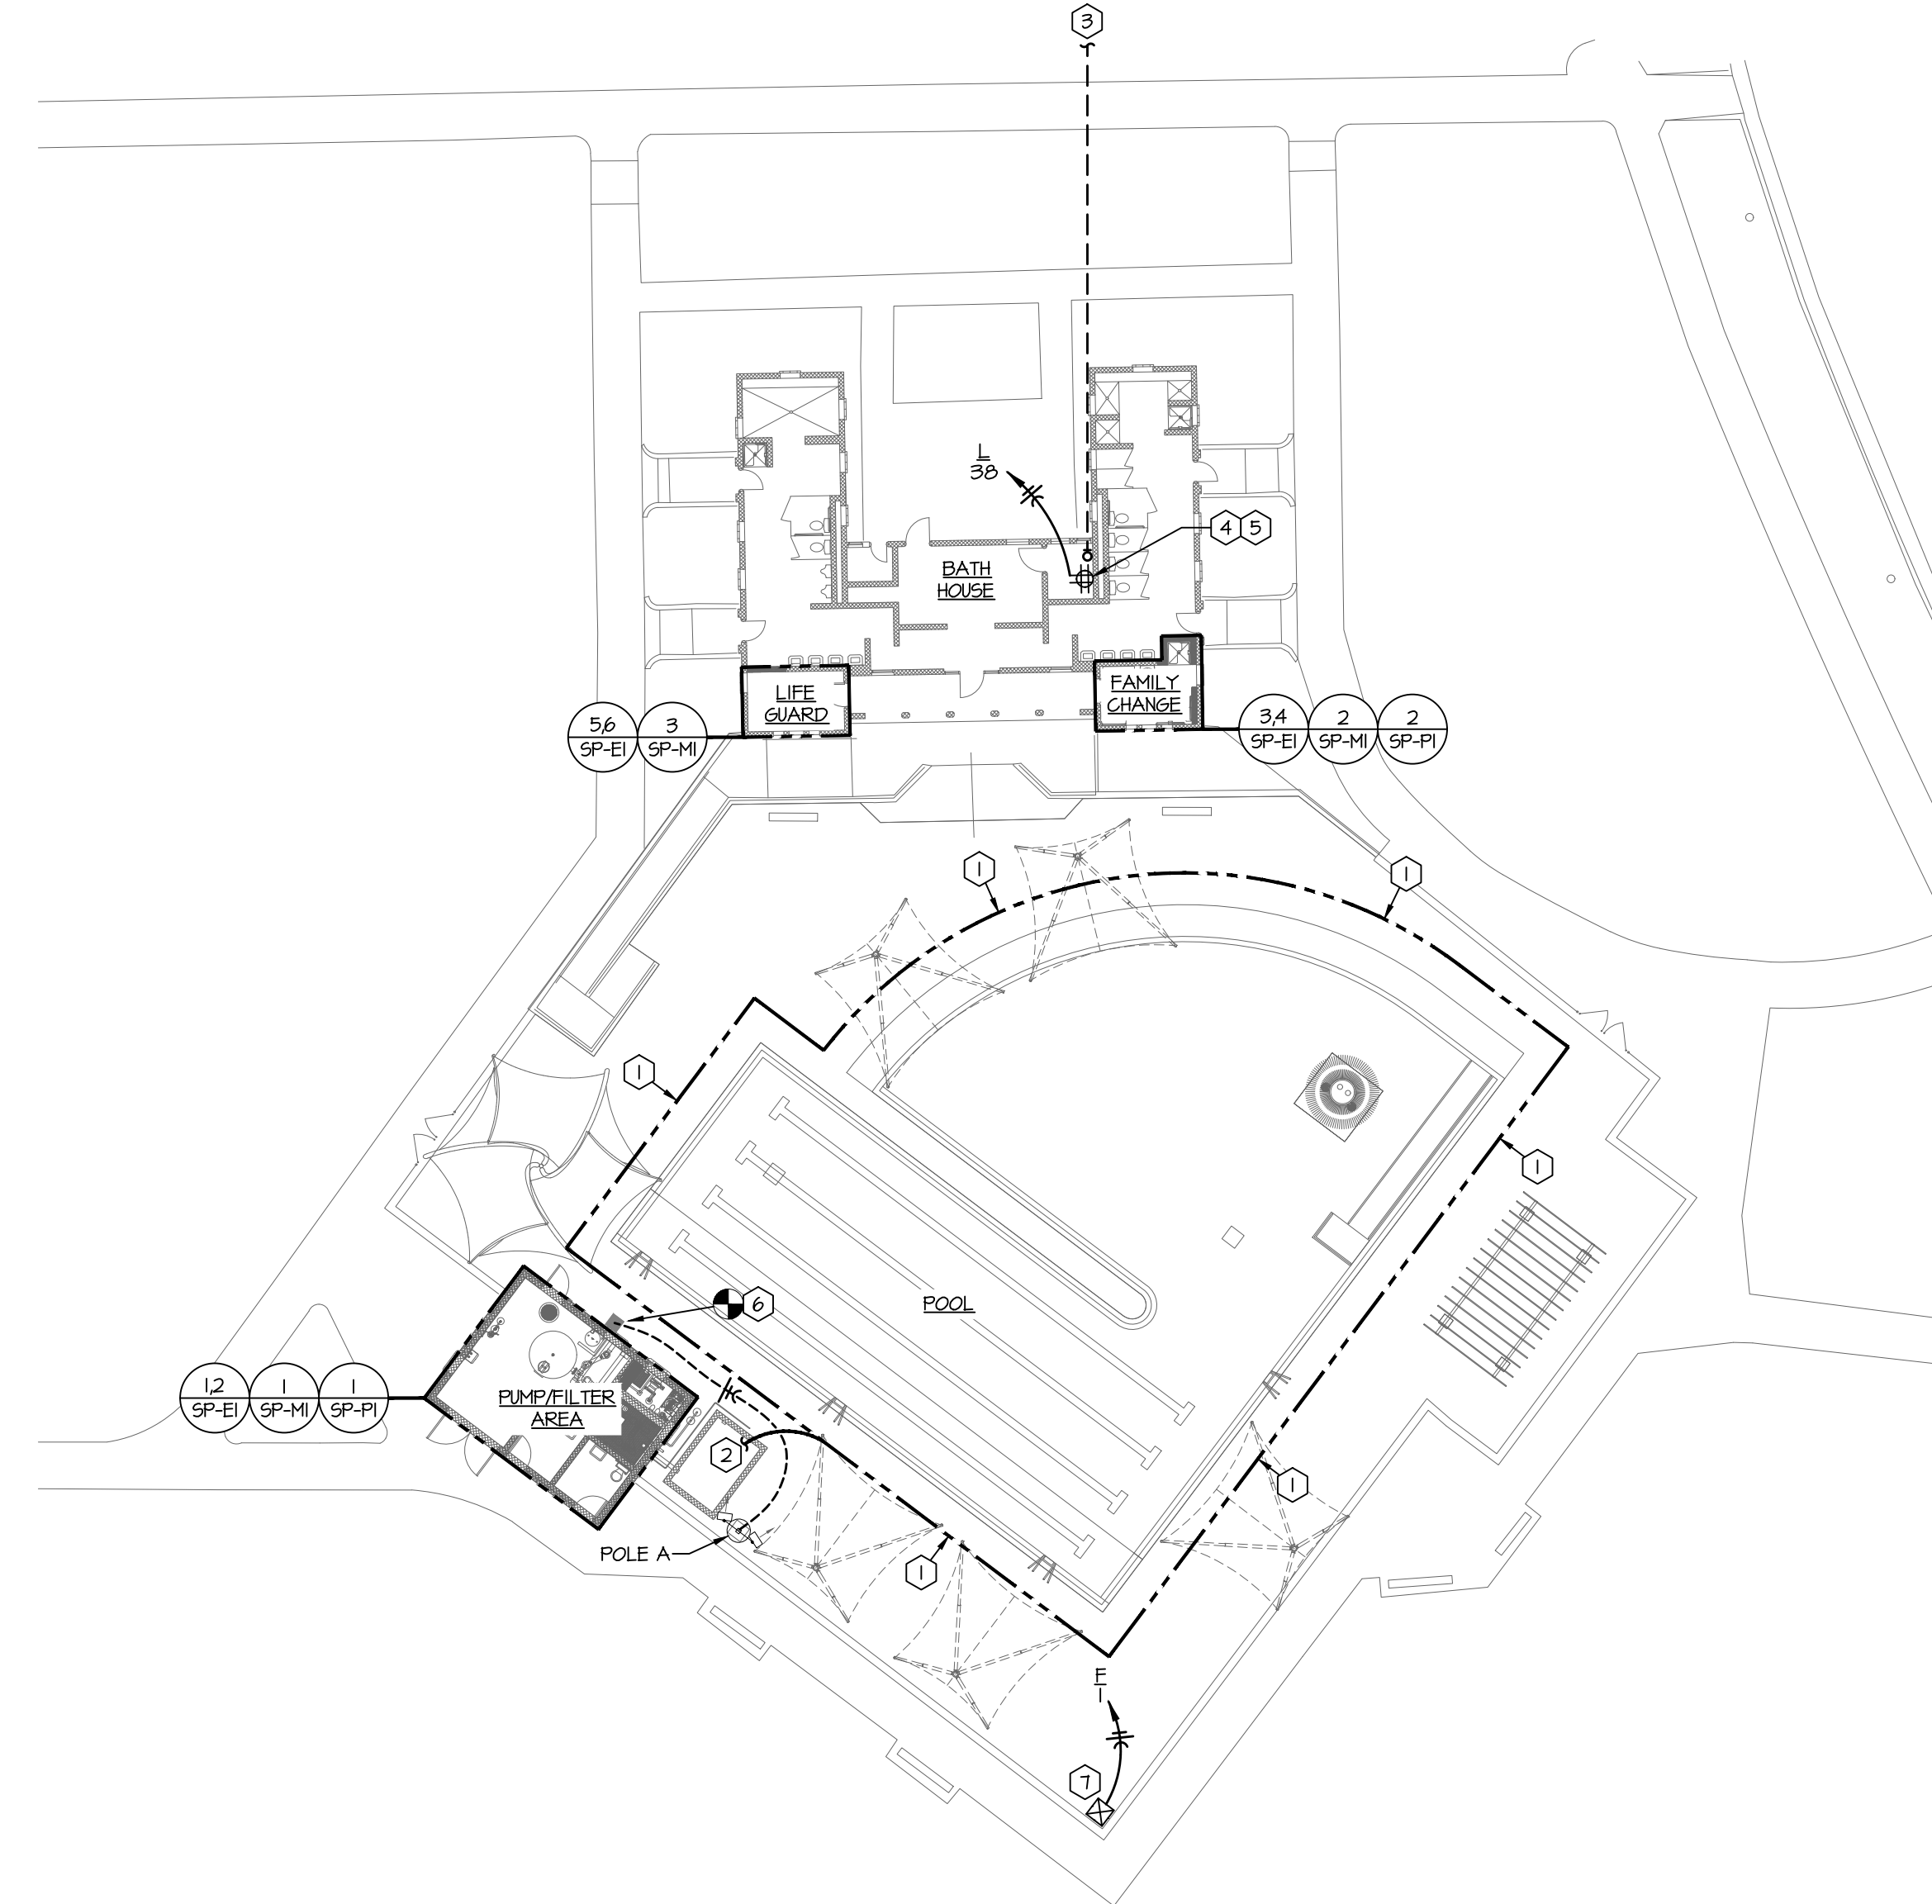 3
L
38
4 5
BATH
HOUSE
LIFE
GUARD
FAMILY
CHANGE
5,6
SP-E1
3
SP-M1
3,4
SP-E1
2
SP-M1
2
SP-P1
1
1
1
1
6
POOL
1,2
SP-E1
1
SP-M1
1
SP-P1
PUMP/FILTER
AREA
2
1
POLE A
1
F
1
7